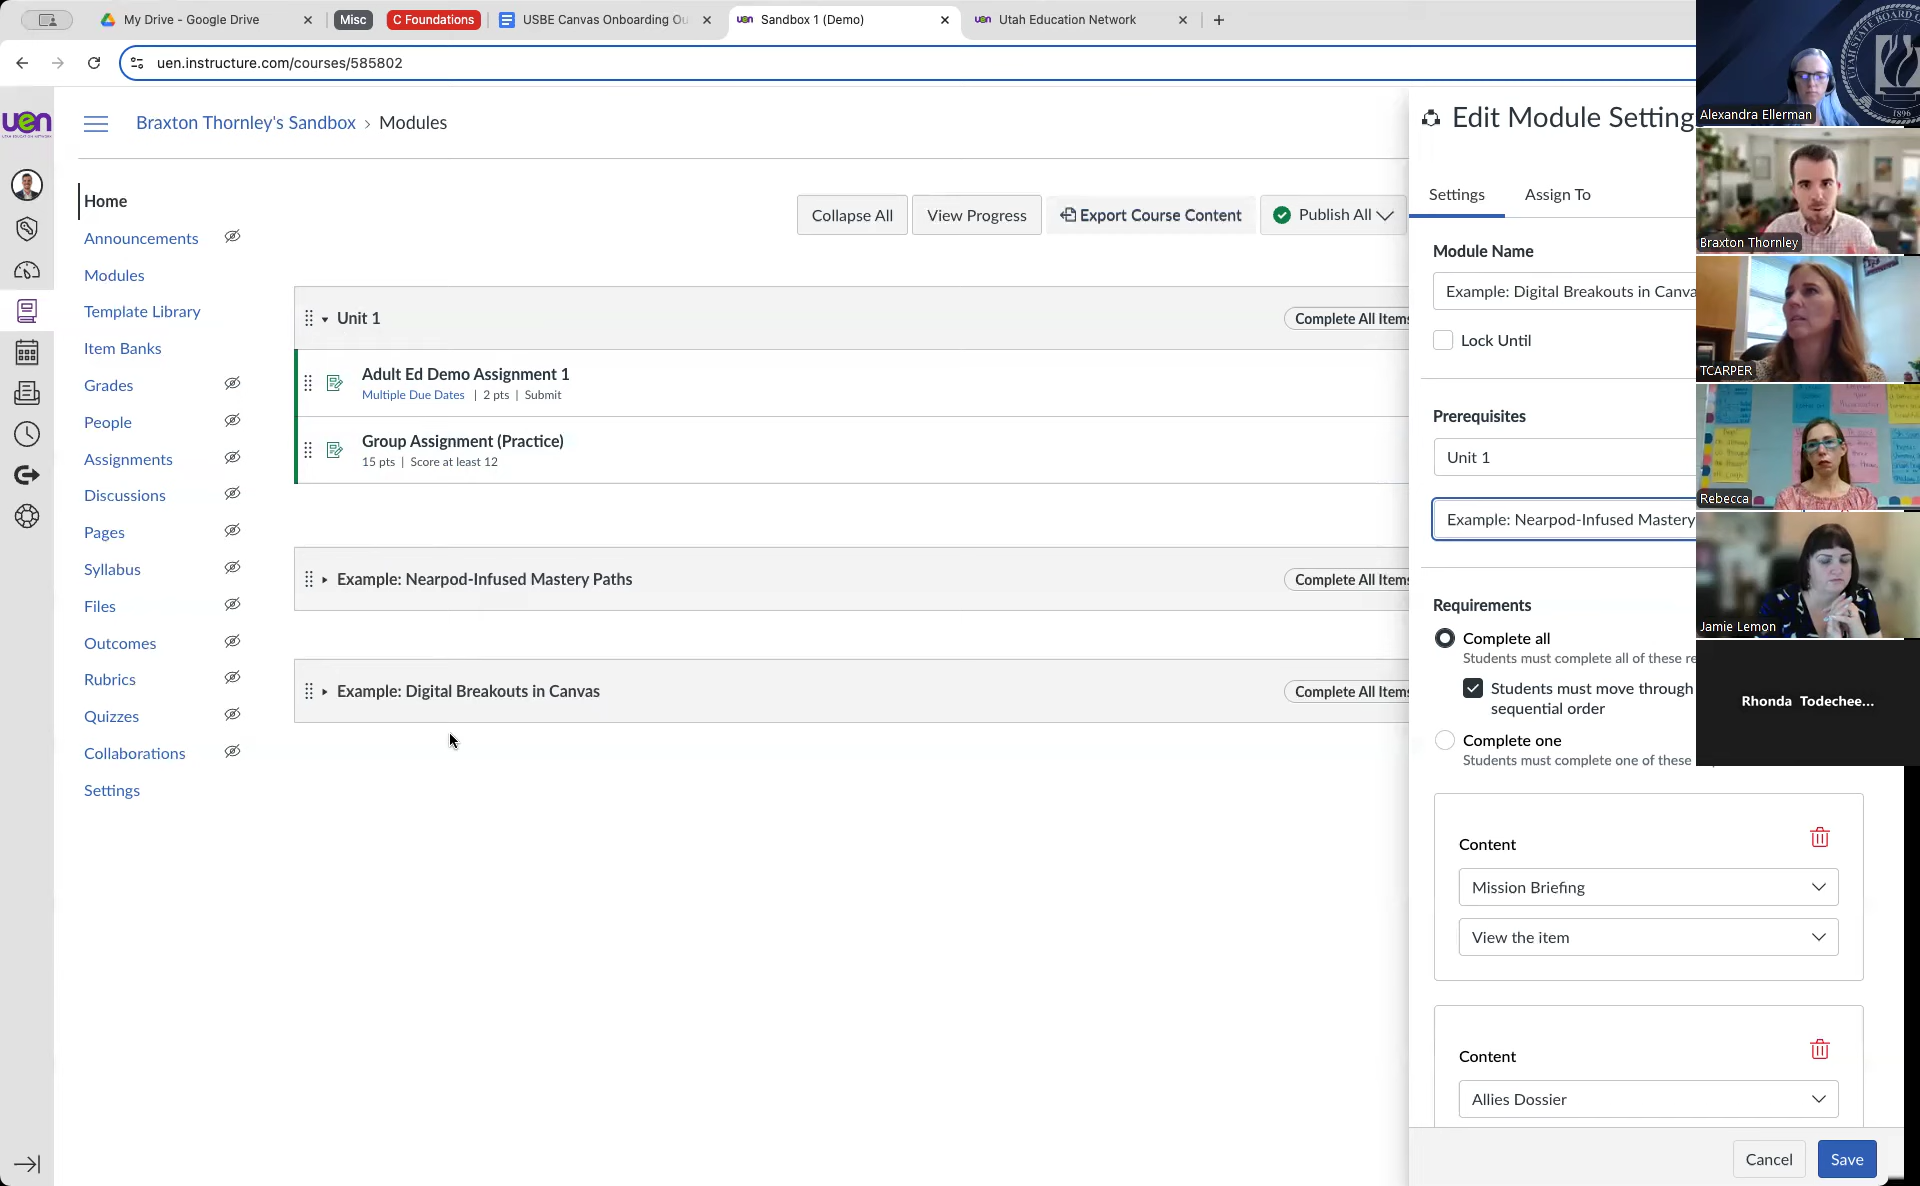 My Drive - Google Drive
Misc
C Foundations
USBE Canvas Onboarding Ou
uen Sandbox 1 (Demo)
uen Utah Education Network
uen.instructure.com/courses/585802
uen
Braxton Thornley's Sandbox › Modules
Home
Announcements
Modules
Template Library
Item Banks
Grades
People
Assignments
Discussions
Pages
Syllabus
Files
Outcomes
Rubrics
Quizzes
Collaborations
Settings
Collapse All
View Progress
Export Course Content
Publish All
Unit 1
Complete All Items
Adult Ed Demo Assignment 1
Multiple Due Dates | 2 pts | Submit
Group Assignment (Practice)
15 pts | Score at least 12
Example: Nearpod-Infused Mastery Paths
Complete All Items
Example: Digital Breakouts in Canvas
Complete All Items
Edit Module Setting
Settings
Assign To
Module Name
Example: Digital Breakouts in Canva
Lock Until
Prerequisites
Unit 1
Example: Nearpod-Infused Mastery
Requirements
Complete all
Students must complete all of these re
Students must move through
sequential order
Complete one
Students must complete one of these
Content
Mission Briefing
View the item
Content
Allies Dossier
Cancel
Save
1896
Alexandra Ellerman
Braxton Thornley
TCARPER
Rebecca
Jamie Lemon
Rhonda Todechee...